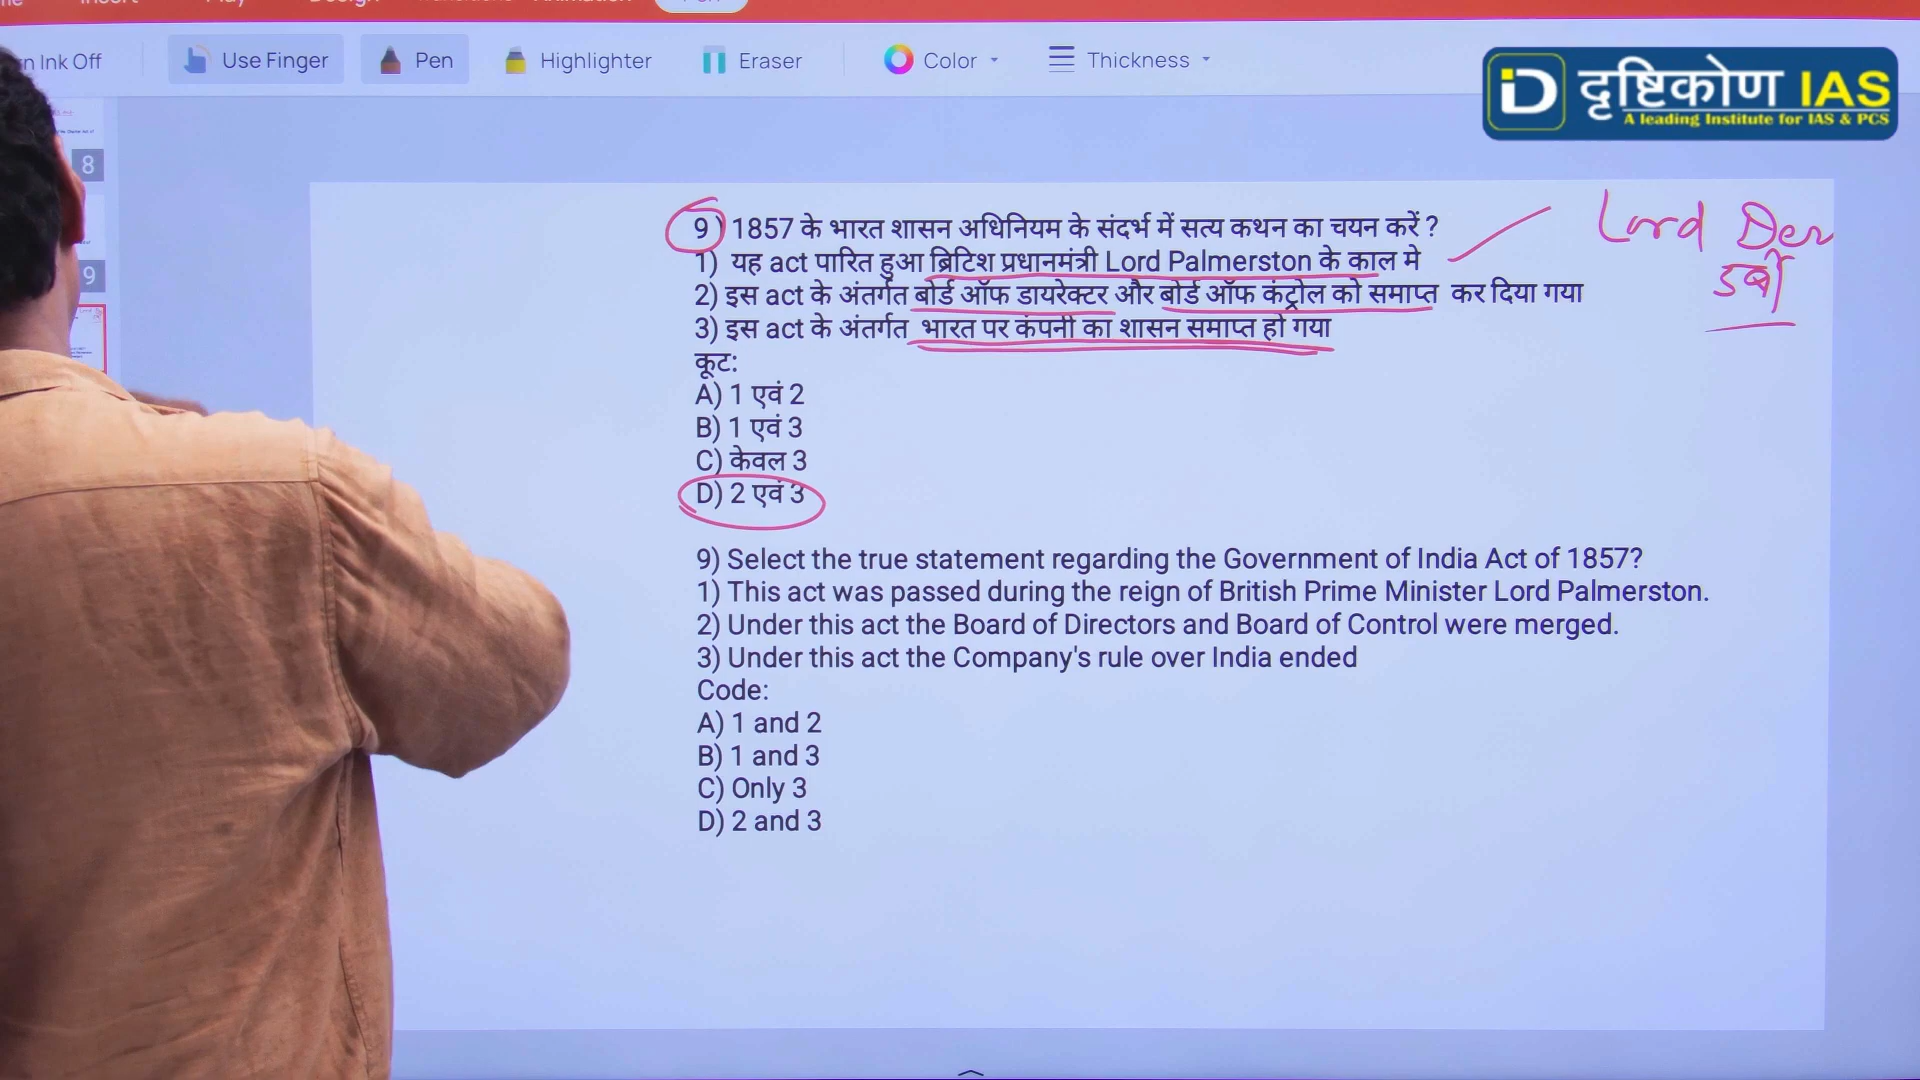 Insert Play Design Animation Pen
Ink Off Use Finger Pen Highlighter Eraser Color Thickness
iD दृष्टिकोण IAS
A leading Institute for IAS & PCS
8
9
Lord Der
डर्बी
9) 1857 के भारत शासन अधिनियम के संदर्भ में सत्य कथन का चयन करें ?
1) यह act पारित हुआ ब्रिटिश प्रधानमंत्री Lord Palmerston के काल मे
2) इस act के अंतर्गत बोर्ड ऑफ डायरेक्टर और बोर्ड ऑफ कंट्रोल को समाप्त कर दिया गया
3) इस act के अंतर्गत भारत पर कंपनी का शासन समाप्त हो गया
कूट:
A) 1 एवं 2
B) 1 एवं 3
C) केवल 3
D) 2 एवं 3
9) Select the true statement regarding the Government of India Act of 1857?
1) This act was passed during the reign of British Prime Minister Lord Palmerston.
2) Under this act the Board of Directors and Board of Control were merged.
3) Under this act the Company's rule over India ended
Code:
A) 1 and 2
B) 1 and 3
C) Only 3
D) 2 and 3